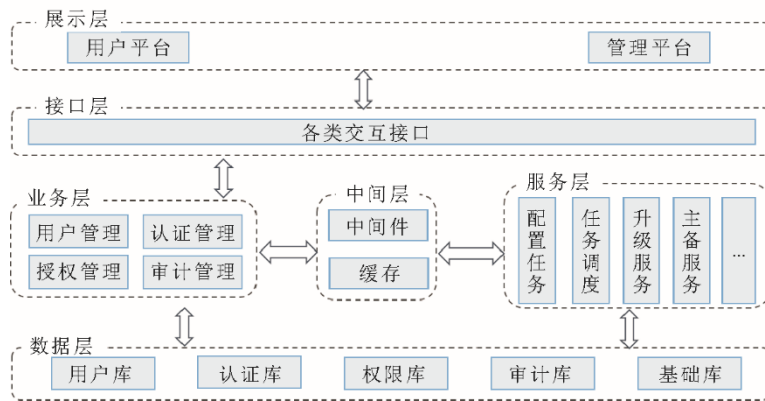 展示层
用户平台
管理平台
接口层
各类交互接口
业务层
用户管理
认证管理
授权管理
审计管理
中间层
中间件
缓存
服务层
配置任务
任务调度
升级服务
主备服务
...
数据层
用户库
认证库
权限库
审计库
基础库